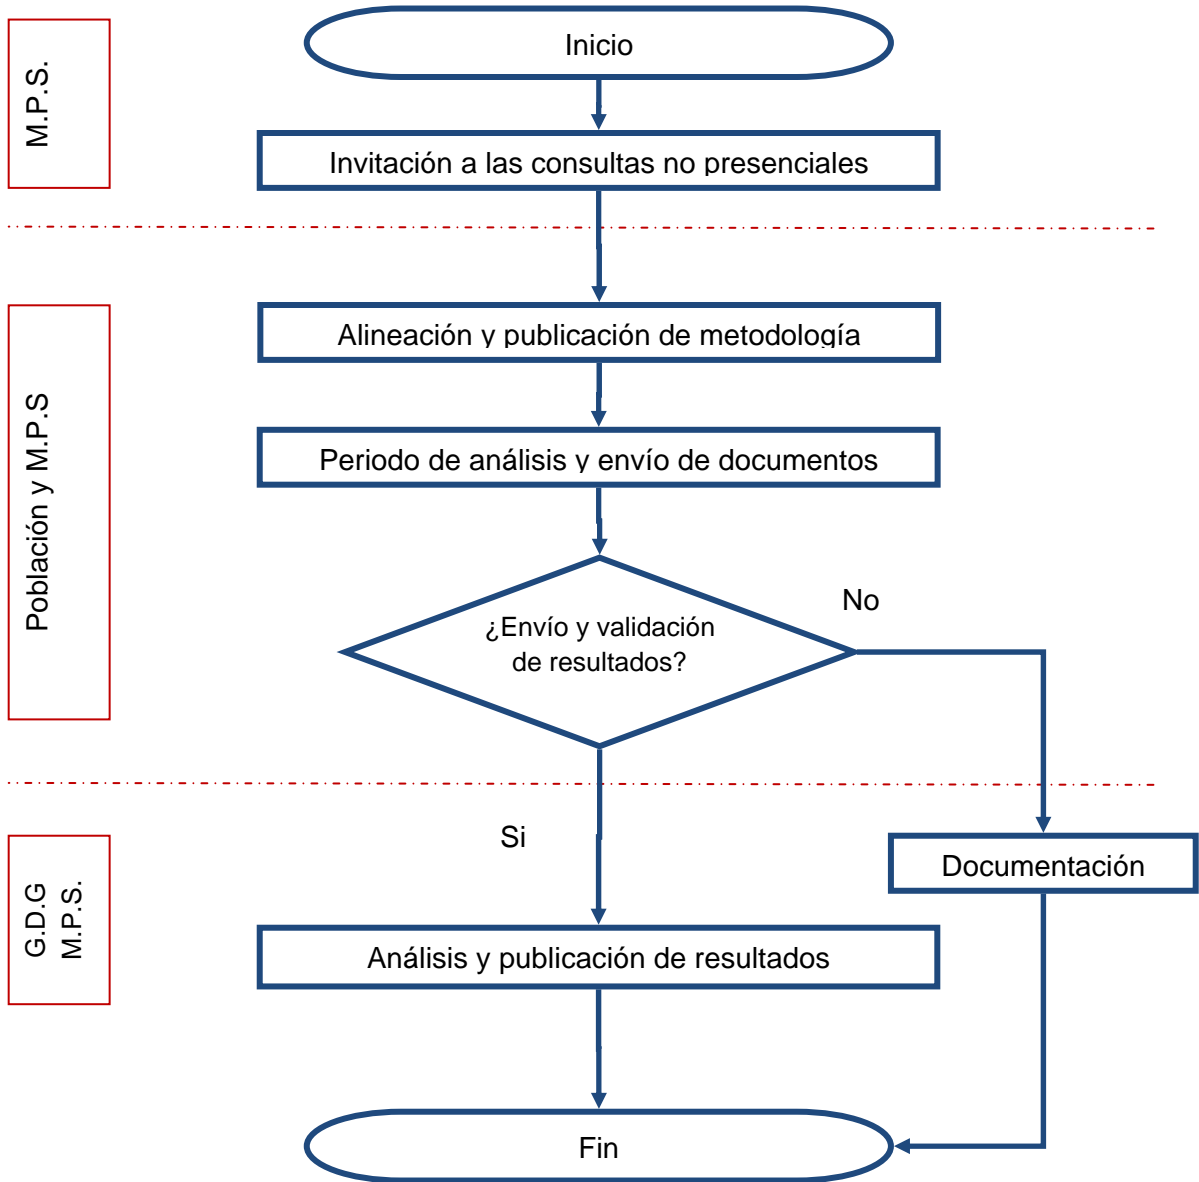 M.P.S.
Inicio
Invitación a las consultas no presenciales
Población y M.P.S
Alineación y publicación de metodología
Periodo de análisis y envío de documentos
¿Envío y validación
de resultados?
No
Si
G.D.G
M.P.S.
Documentación
Análisis y publicación de resultados
Fin